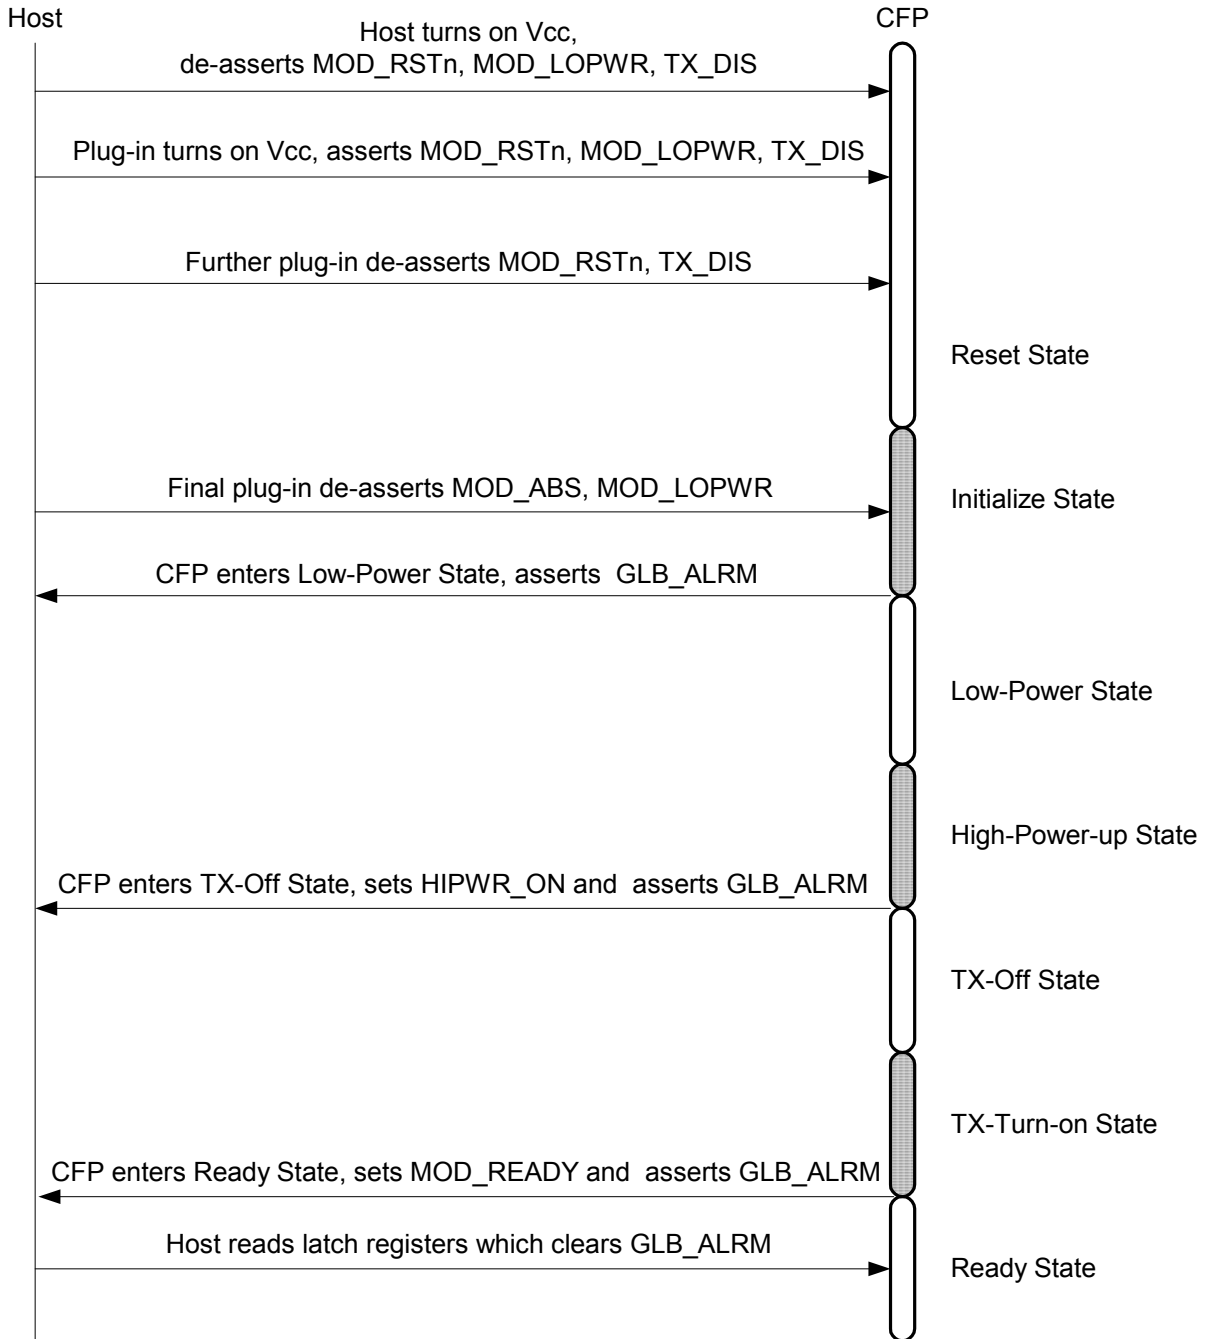 Host
CFP
Host turns on Vcc,
de-asserts MOD_RSTn, MOD_LOPWR, TX_DIS
Plug-in turns on Vcc, asserts MOD_RSTn, MOD_LOPWR, TX_DIS
Further plug-in de-asserts MOD_RSTn, TX_DIS
Reset State
Final plug-in de-asserts MOD_ABS, MOD_LOPWR
Initialize State
CFP enters Low-Power State, asserts  GLB_ALRM
Low-Power State
High-Power-up State
CFP enters TX-Off State, sets HIPWR_ON and  asserts GLB_ALRM
TX-Off State
TX-Turn-on State
CFP enters Ready State, sets MOD_READY and  asserts GLB_ALRM
Host reads latch registers which clears GLB_ALRM
Ready State